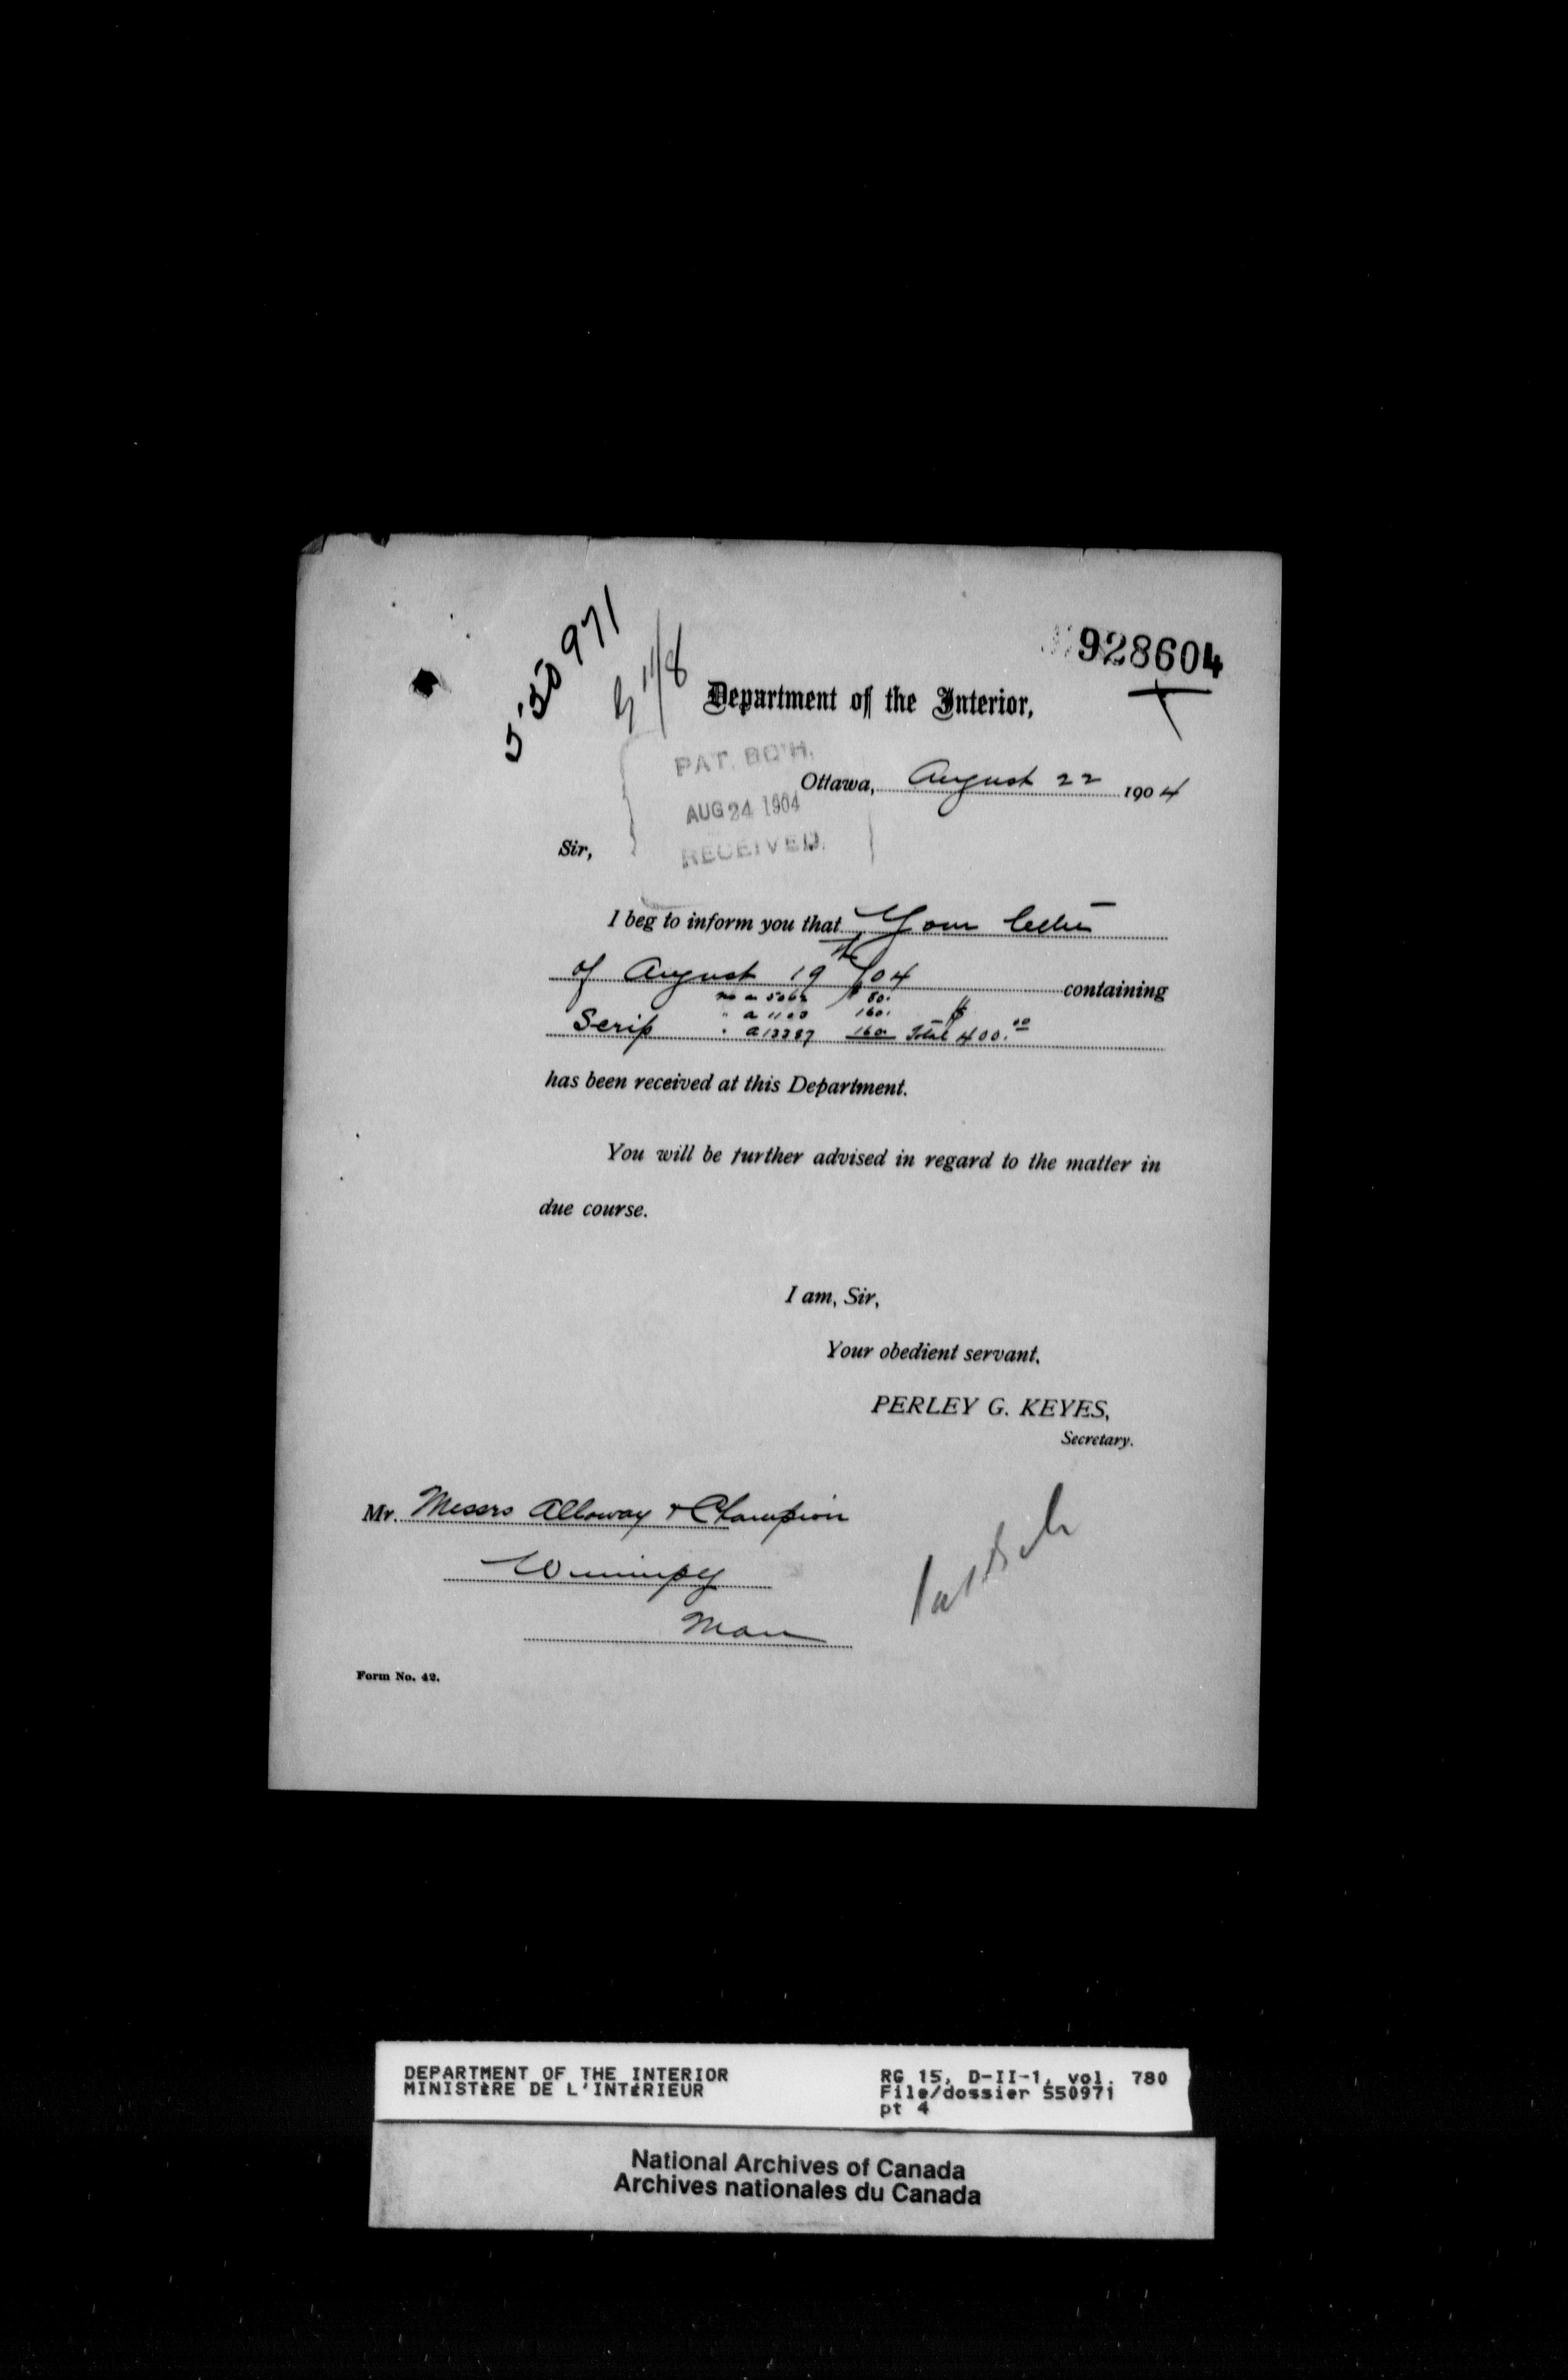 550971
928604
Department of the Interior,
PAT. BCH.
AUG 24 1904
RECEIVED.
Ottawa, August 22 1904
Sir,
I beg to inform you that Your letter
of August 19th/04 containing
no a 5062 $ 80.
" a 1103 160.
Scrip " a 13387 160 Total $400.00
has been received at this Department.
You will be further advised in regard to the matter in
due course.
I am, Sir,
Your obedient servant,
PERLEY G. KEYES,
Secretary.
Mr. Messrs Alloway & Champion
Winnipeg
Man
Form No. 42.
DEPARTMENT OF THE INTERIOR
MINISTÈRE DE L'INTÉRIEUR
RG 15, D-II-1, vol. 780
File/dossier 550971
pt 4
National Archives of Canada
Archives nationales du Canada